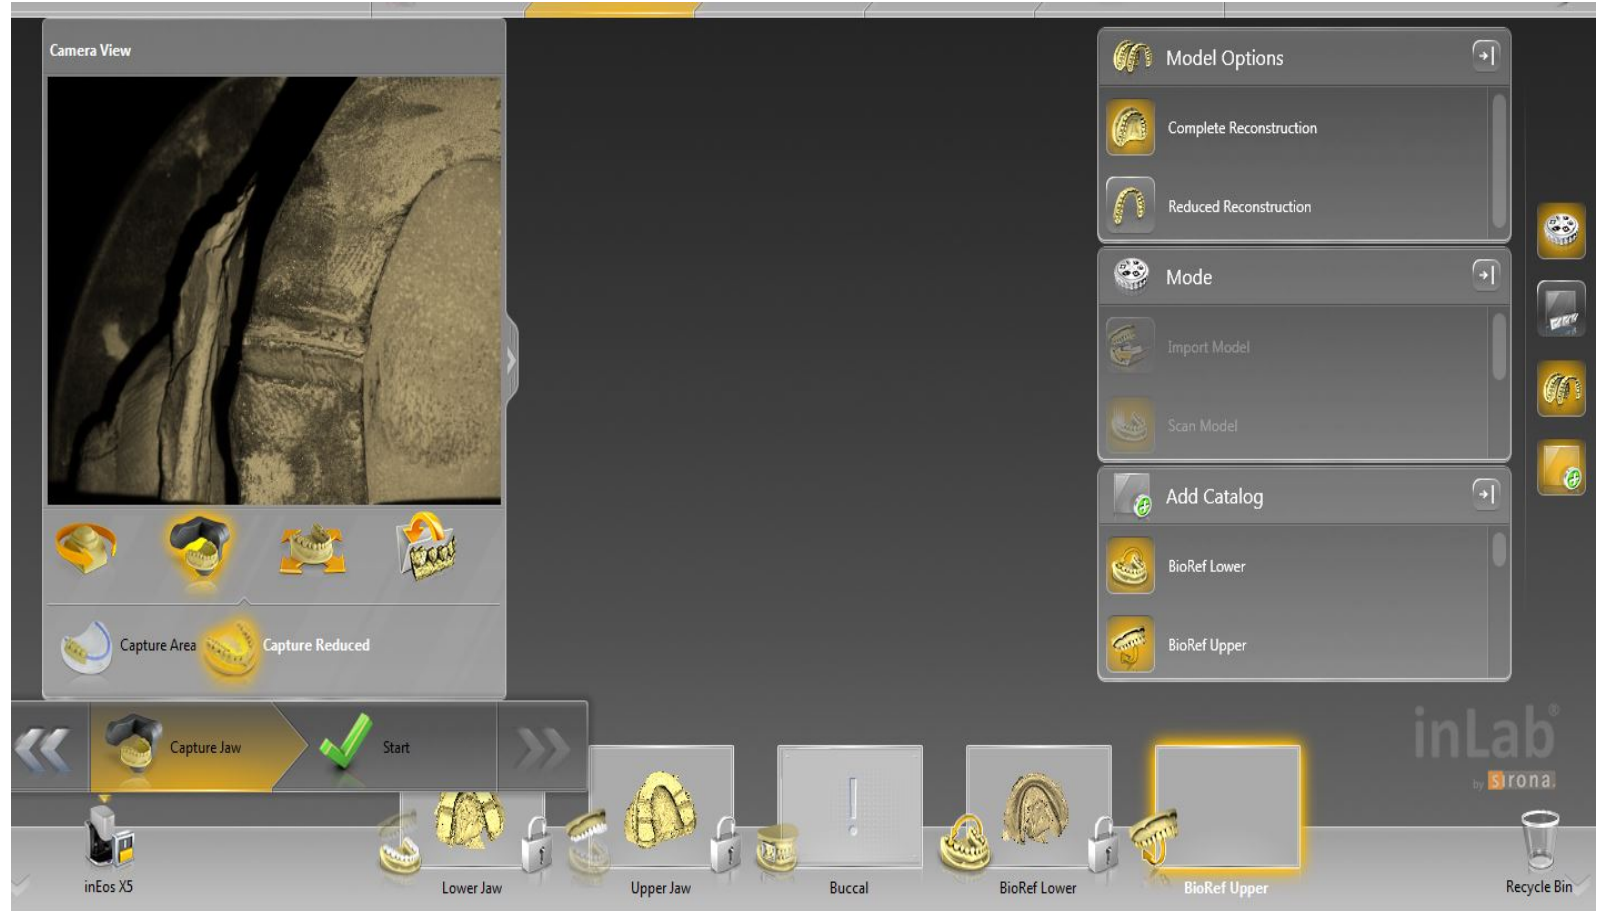 Camera View
Capture Area
Capture Reduced
Capture Jaw
Start
Model Options
Complete Reconstruction
Reduced Reconstruction
Mode
Import Model
Scan Model
Add Catalog
BioRef Lower
BioRef Upper
inLab®
by sirona.
inEos X5
Lower Jaw
Upper Jaw
Buccal
BioRef Lower
BioRef Upper
Recycle Bin